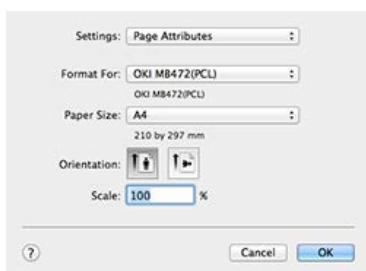 Settings: Page Attributes
Format For: OKI MB472(PCL)
OKI MB472(PCL)
Paper Size: A4
210 by 297 mm
Orientation:
Scale: 100 %
? Cancel OK